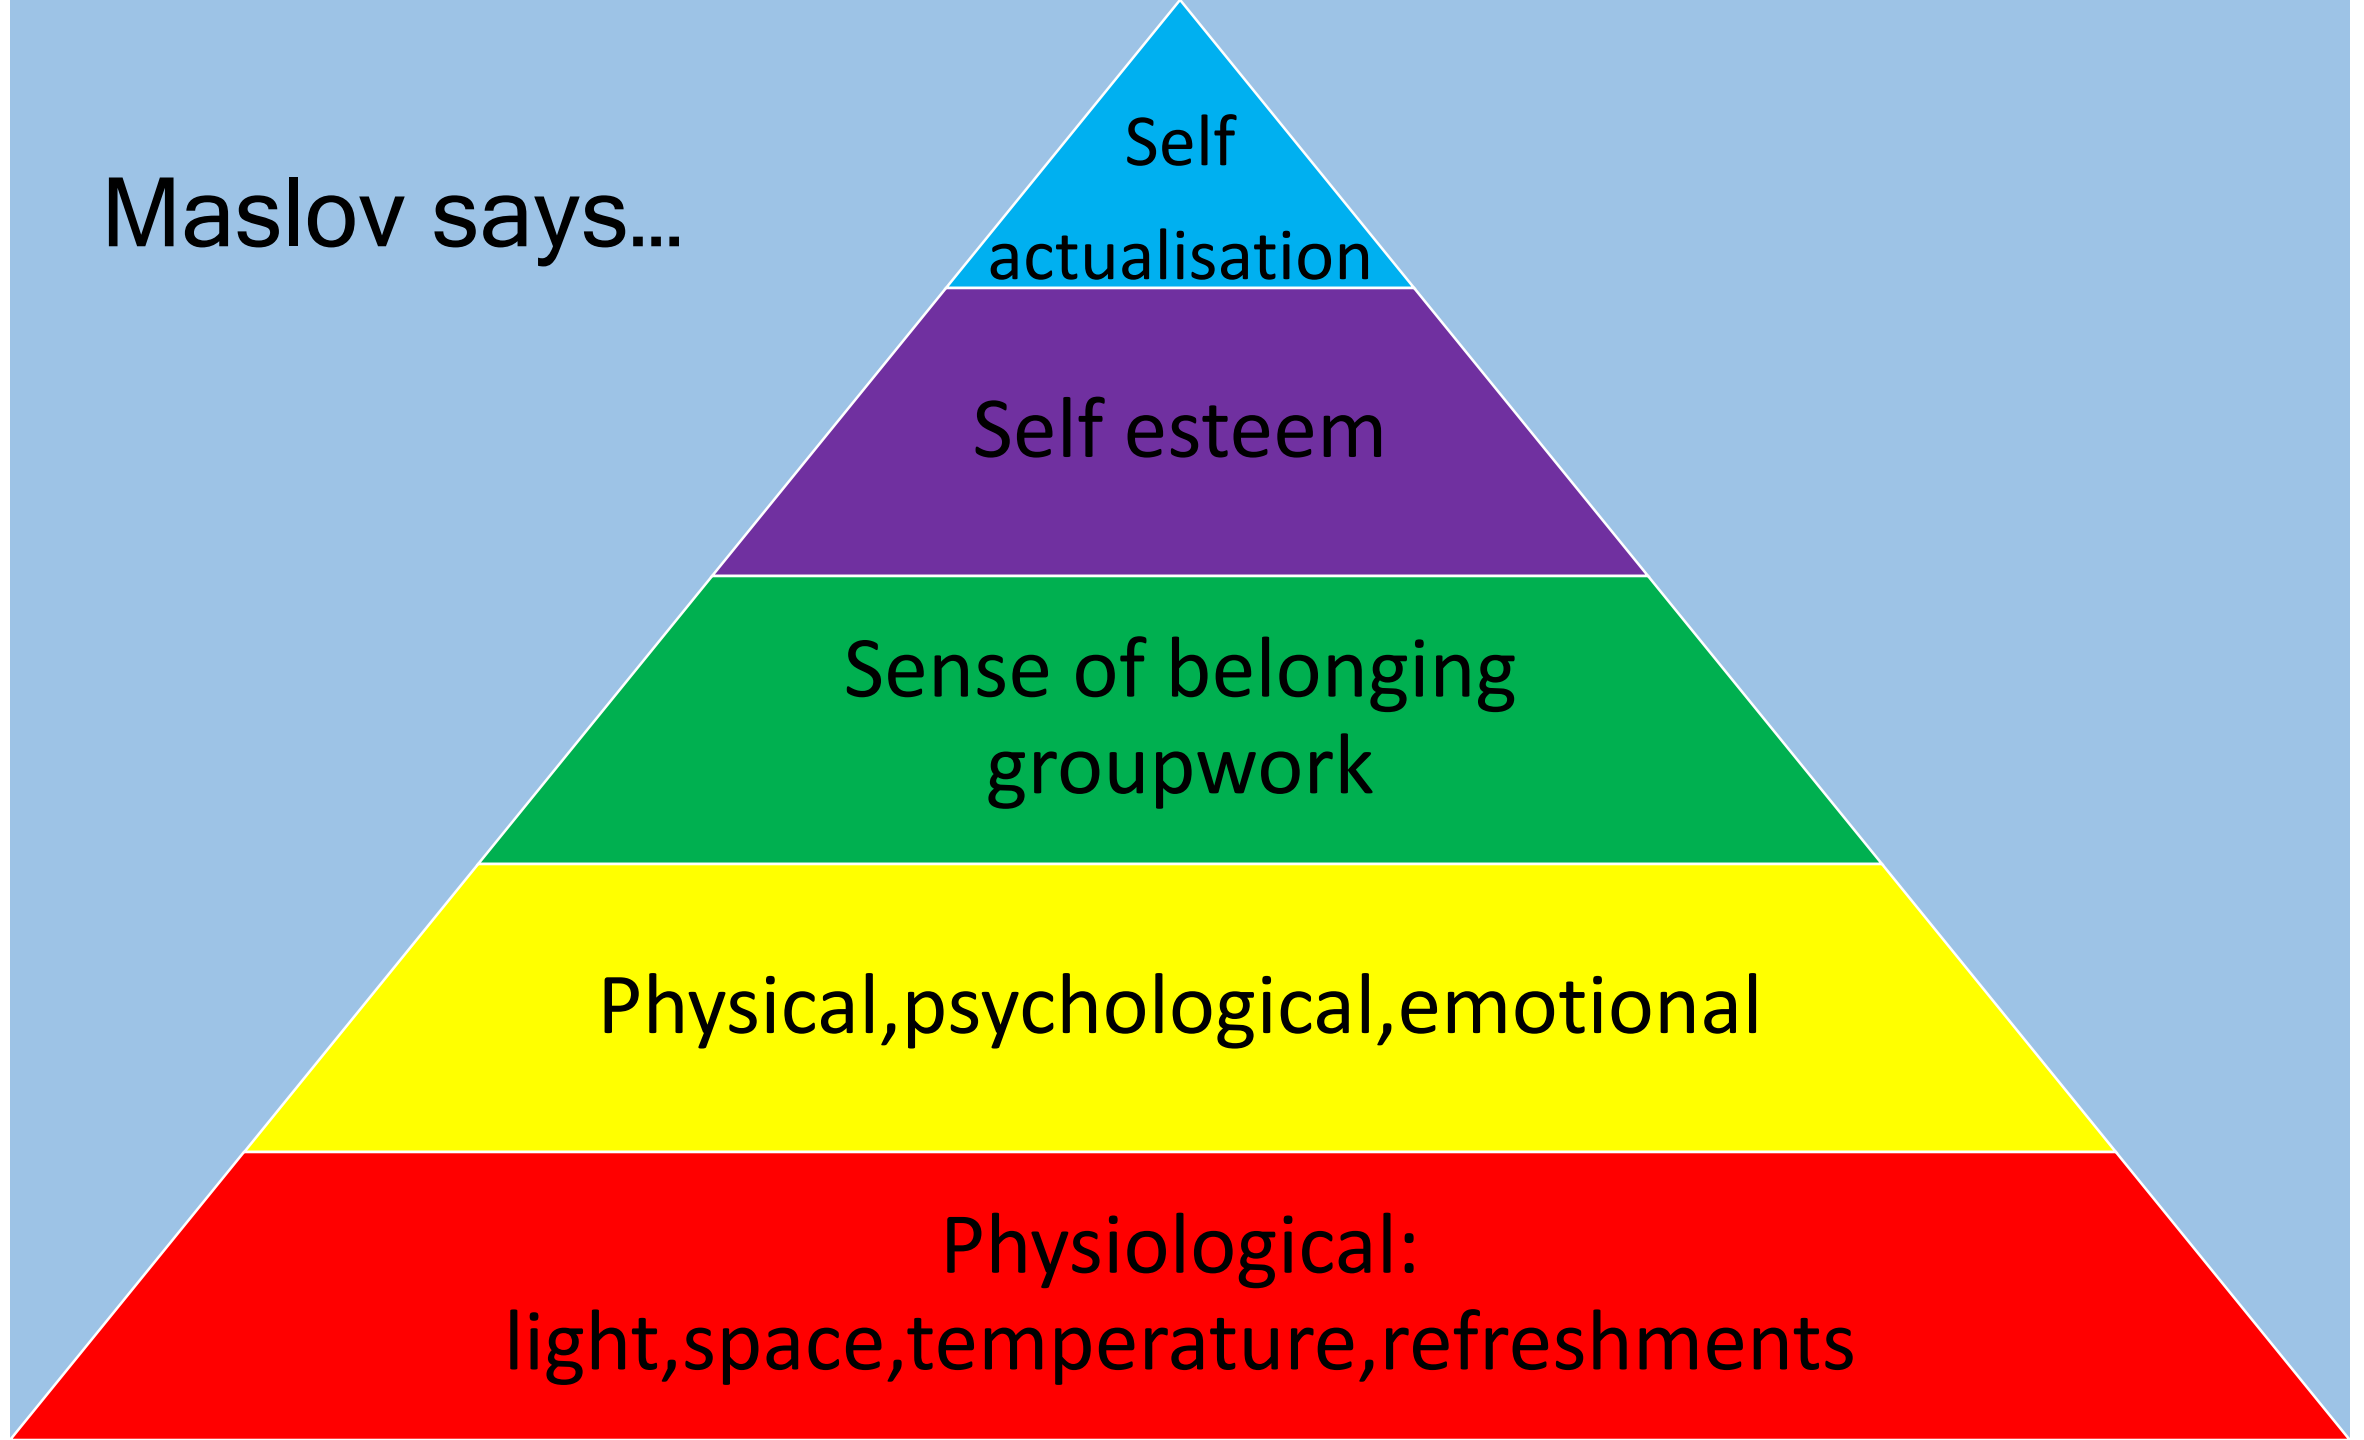 Maslov says...
Self
actualisation
Self esteem
Sense of belonging
groupwork
Physical,psychological,emotional
Physiological:
light,space,temperature,refreshments